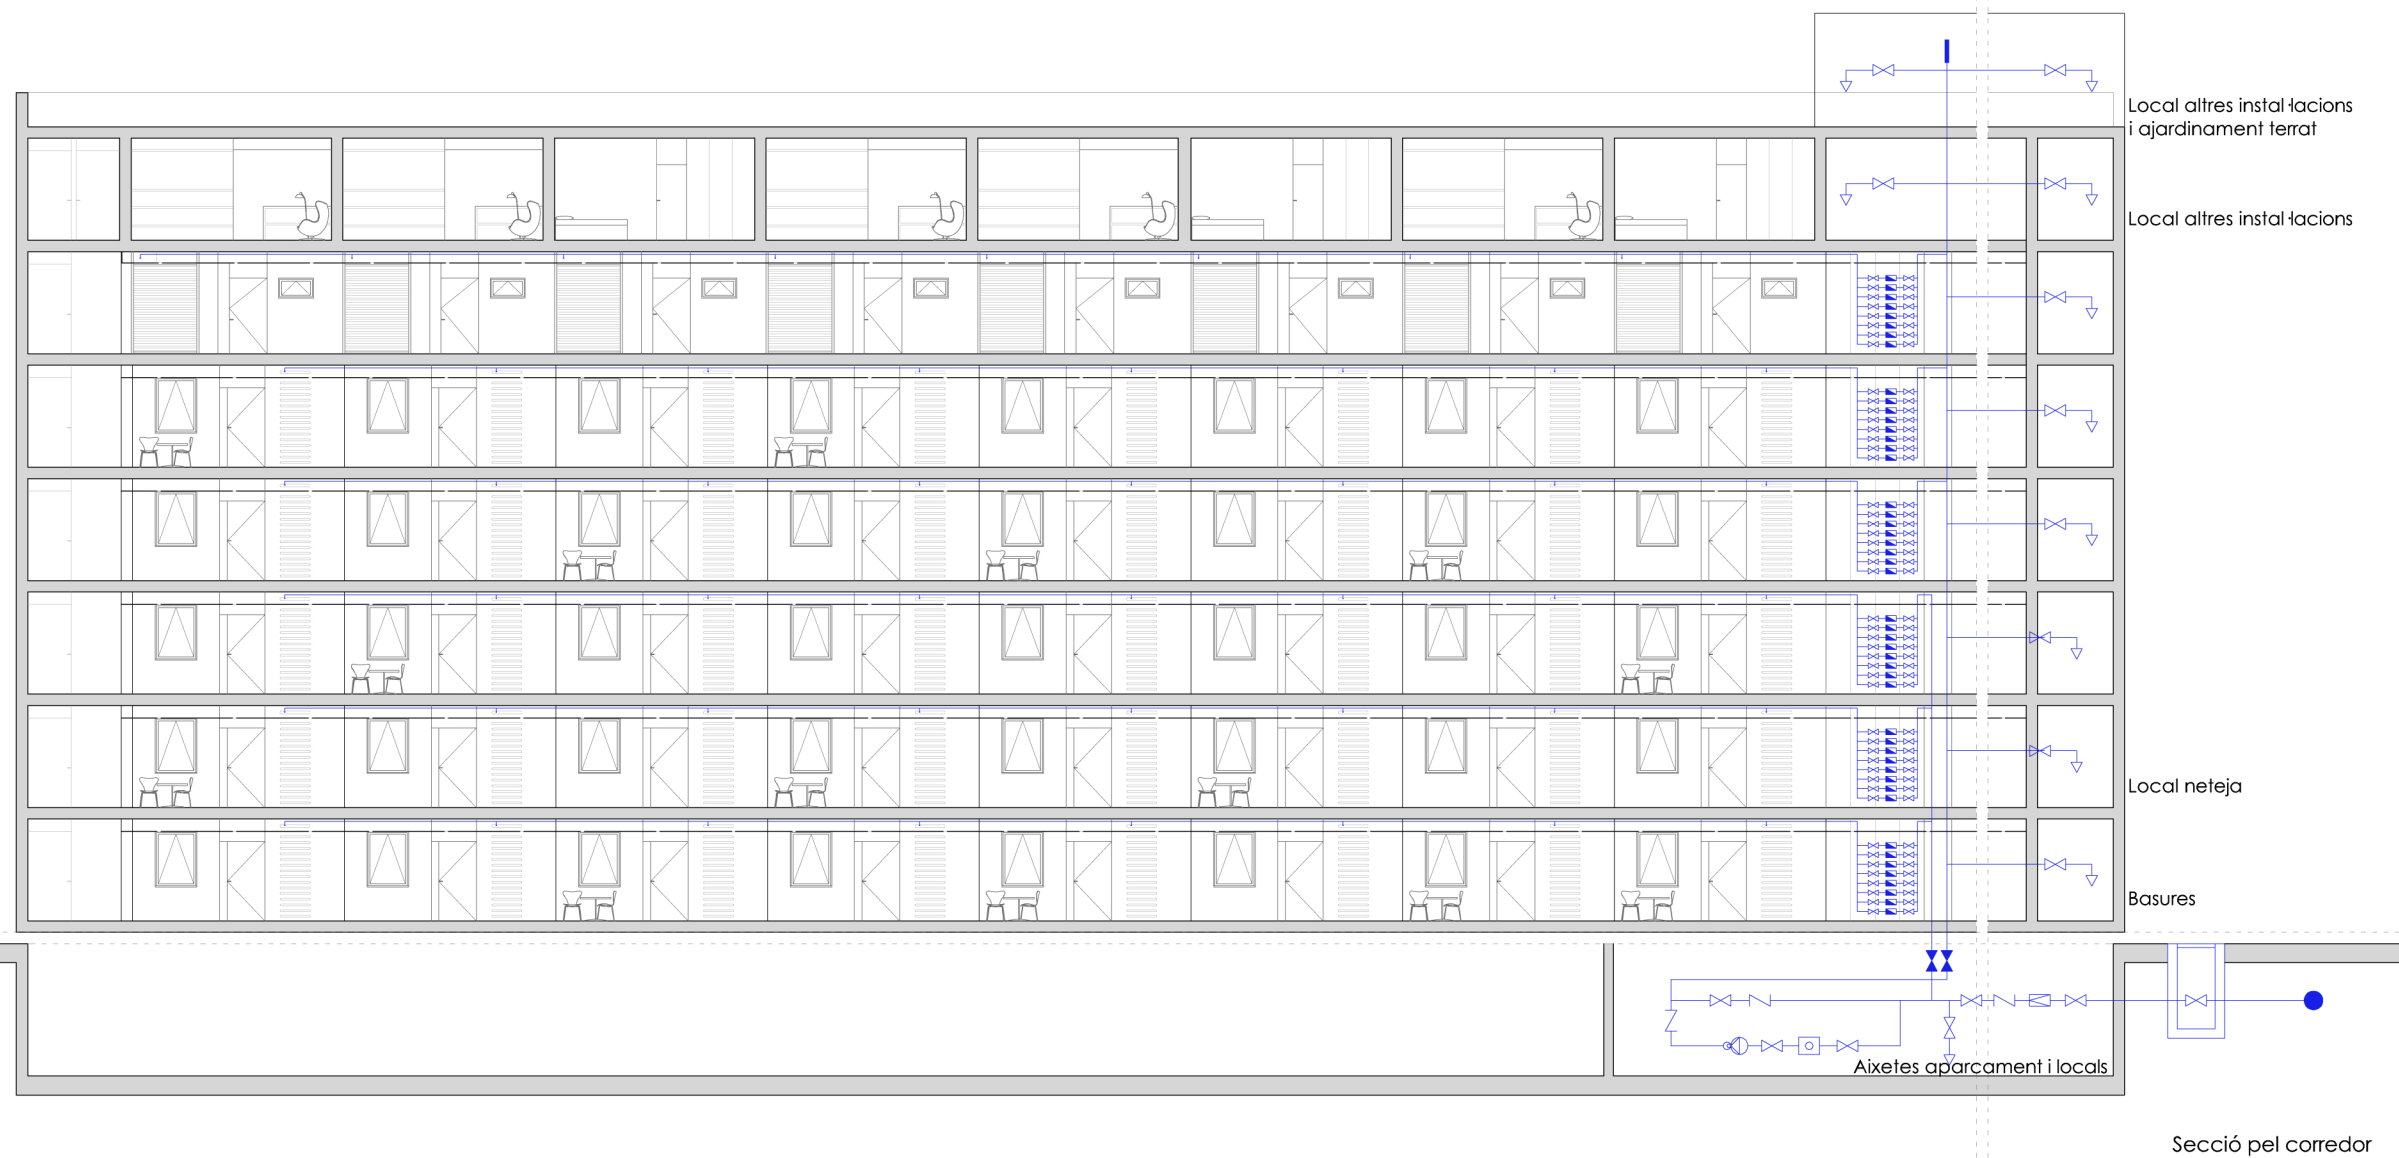 Local altres instal·lacions
i ajardinament terrat
Local altres instal·lacions
Local neteja
Basures
Aixetes aparcament i locals
Secció pel corredor